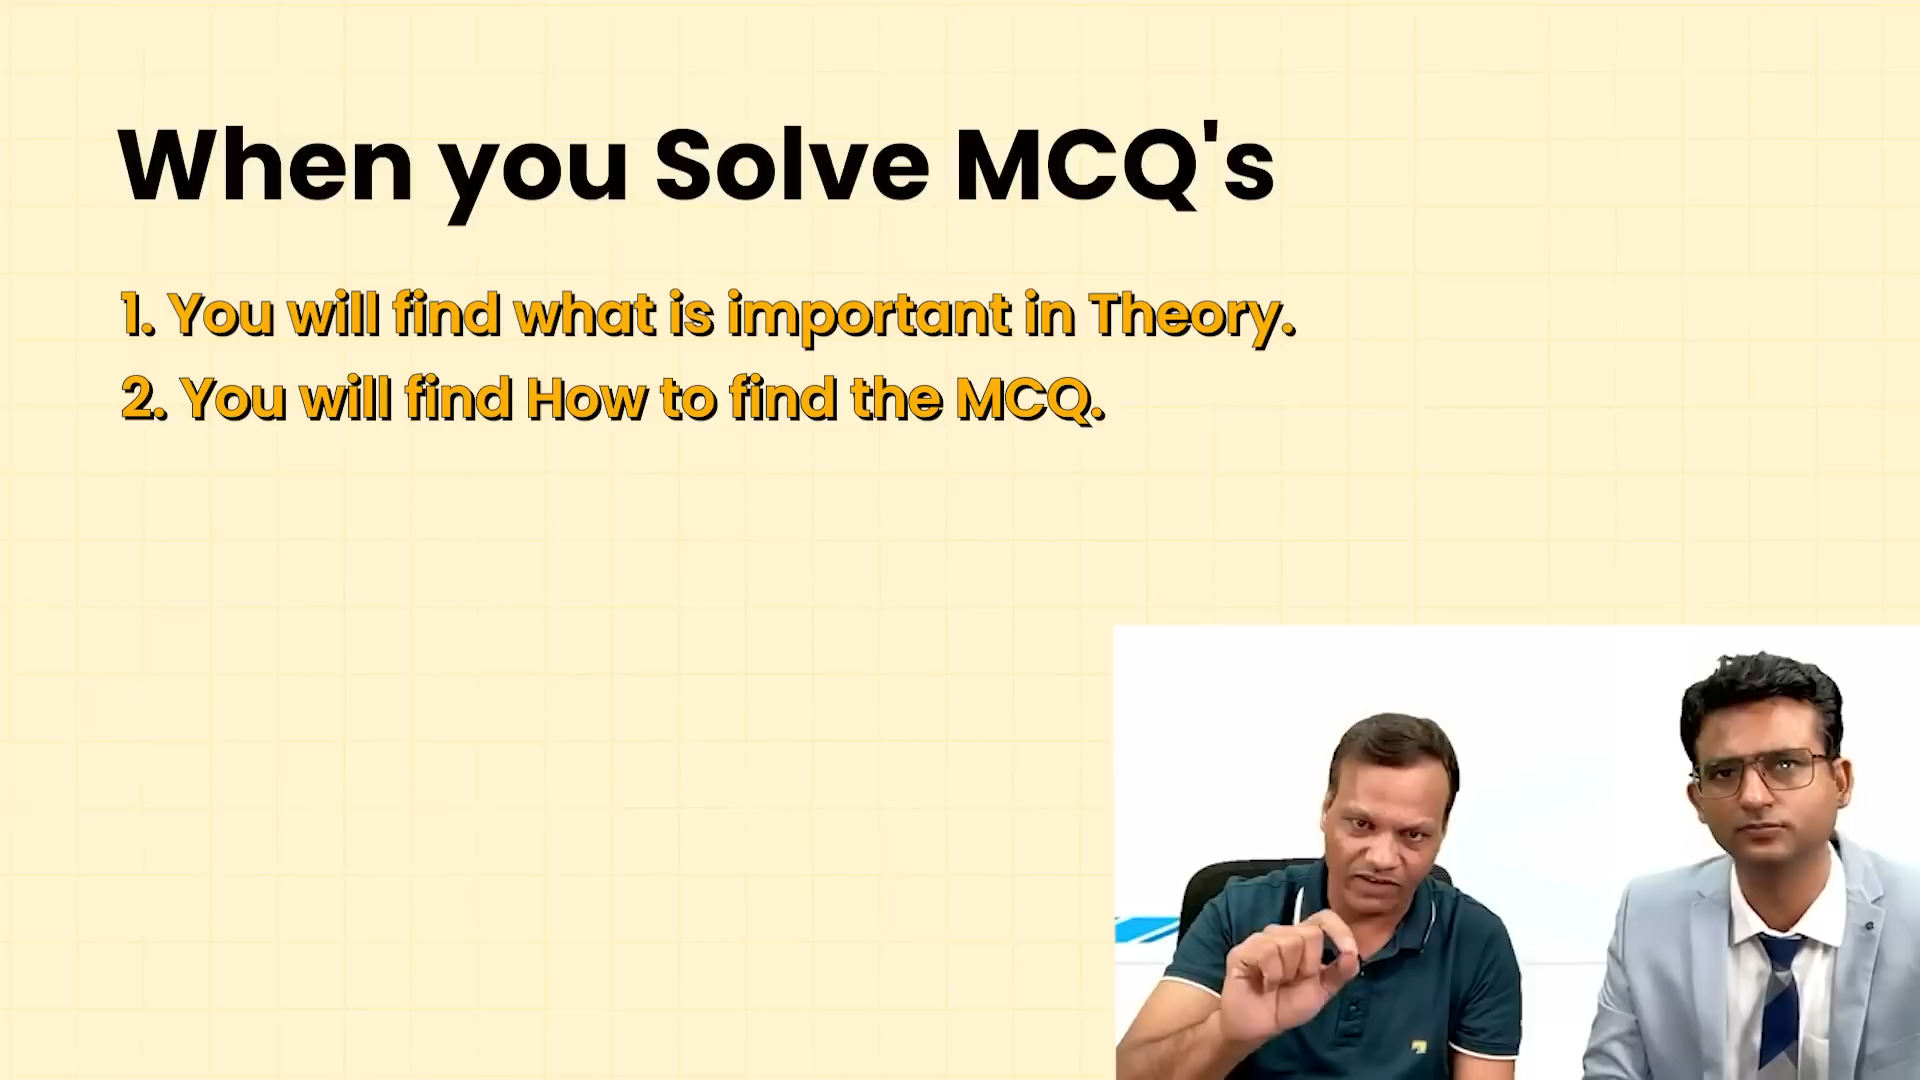 When you Solve MCQ's
1. You will find what is important in Theory.
2. You will find How to find the MCQ.